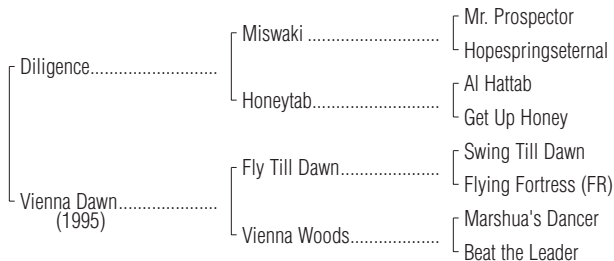 Mr. Prospector
Miswaki ............................
Hopespringseternal
Diligence...........................
Al Hattab
Honeytab...........................
Get Up Honey
Swing Till Dawn
Fly Till Dawn.....................
Flying Fortress (FR)
Vienna Dawn.....................
(1995)
Marshua's Dancer
Vienna Woods...................
Beat the Leader